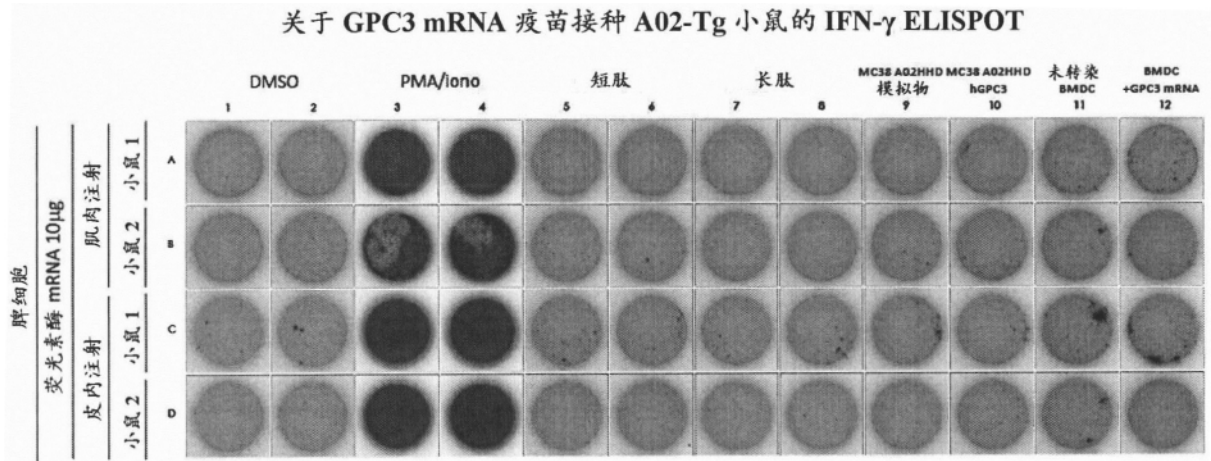 关于 GPC3 mRNA 疫苗接种 A02-Tg 小鼠的 IFN-γ ELISPOT
DMSO
PMA/iono
短肽
长肽
MC38 A02HHD
模拟物
MC38 A02HHD
hGPC3
未转染
BMDC
BMDC
+GPC3 mRNA
1 2 3 4 5 6 7 8 9 10 11 12
脾细胞
荧光素酶 mRNA 10μg
肌内注射
小鼠 1
A
小鼠 2
B
皮内注射
小鼠 1
C
小鼠 2
D